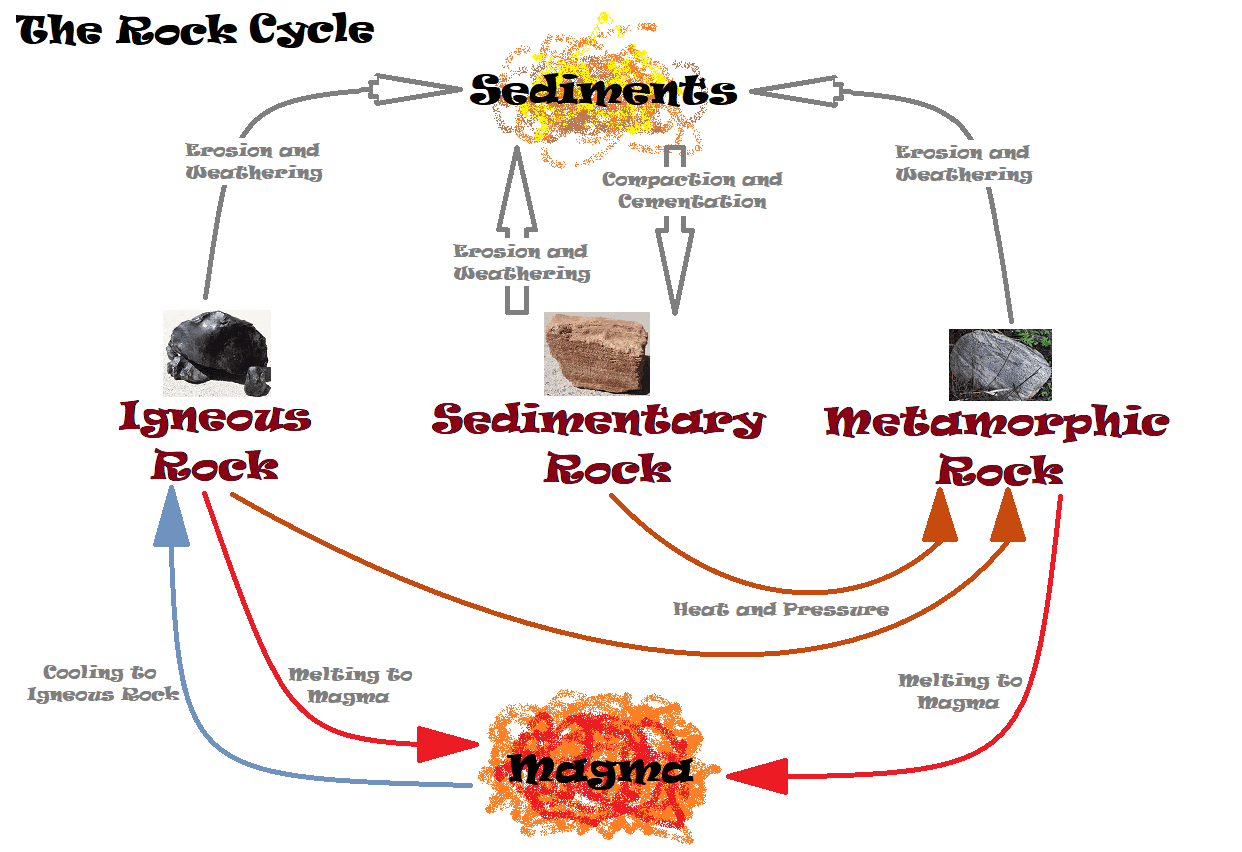 The Rock Cycle
Sediments
Erosion and
Weathering
Compaction and
Cementation
Erosion and
Weathering
Erosion and
Weathering
Igneous
Rock
Sedimentary
Rock
Metamorphic
Rock
Heat and Pressure
Cooling to
Igneous Rock
Melting to
Magma
Melting to
Magma
Magma